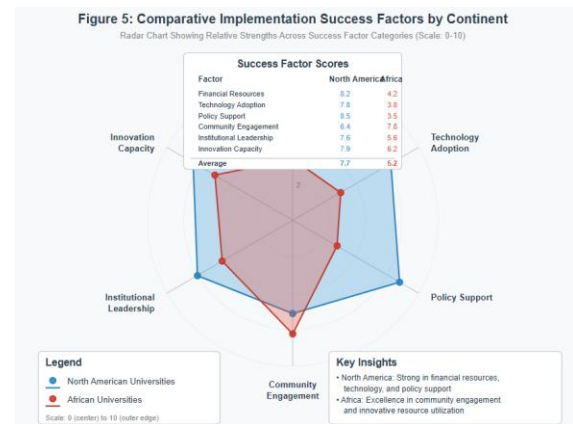 Figure 5: Comparative Implementation Success Factors by Continent
Radar Chart Showing Relative Strengths Across Success Factor Categories (Scale: 0-10)
Success Factor Scores
Factor North America Africa
Financial Resources 8.2 4.2
Technology Adoption 7.8 3.8
Policy Support 8.5 3.5
Community Engagement 6.4 7.8
Institutional Leadership 7.6 5.6
Innovation Capacity 7.9 6.2
Average 7.7 5.2
Innovation
Capacity
Technology
Adoption
2
Institutional
Leadership
Policy Support
Community
Engagement
Legend
North American Universities
African Universities
Scale: 0 (center) to 10 (outer edge)
Key Insights
• North America: Strong in financial resources,
technology, and policy support
• Africa: Excellence in community engagement
and innovative resource utilization